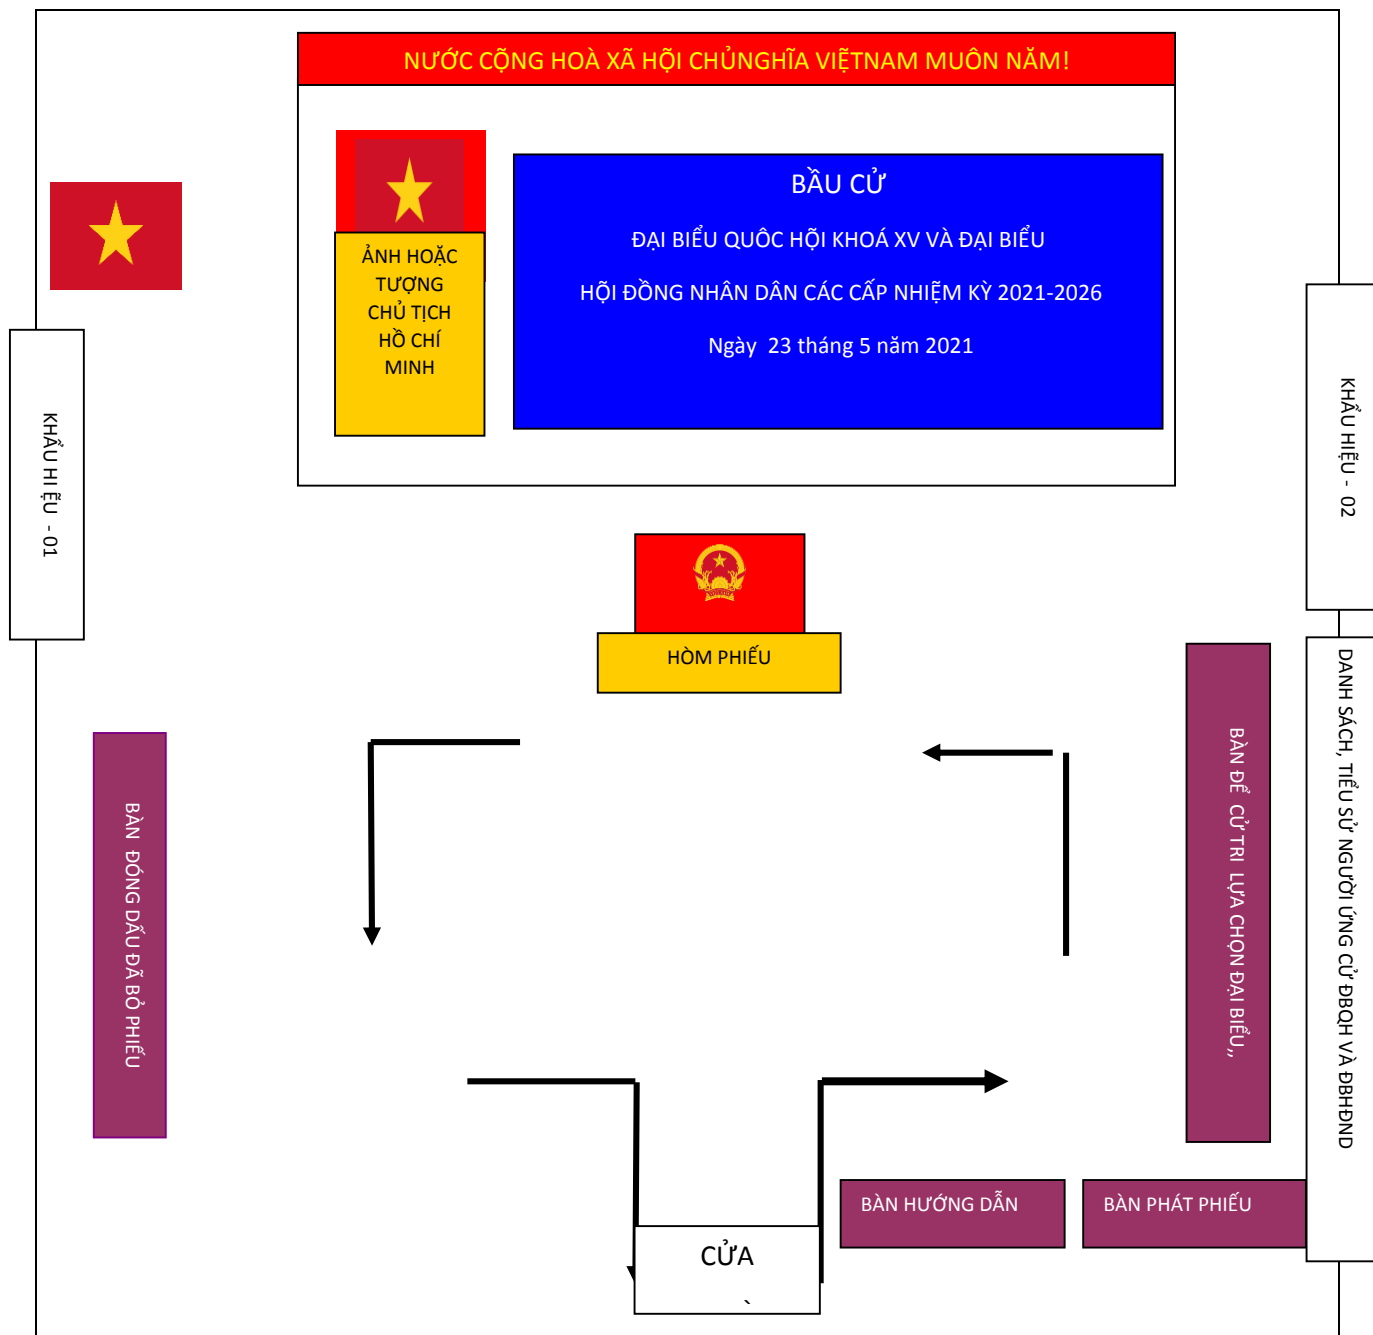 NƯỚC CỘNG HOÀ XÃ HỘI CHỦNGHĨA VIỆTNAM MUÔN NĂM!
BẦU CỬ
ĐẠI BIỂU QUỐC HỘI KHOÁ XV VÀ ĐẠI BIỂU
HỘI ĐỒNG NHÂN DÂN CÁC CẤP NHIỆM KỲ 2021-2026
Ngày 23 tháng 5 năm 2021
ẢNH HOẶC
TƯỢNG
CHỦ TỊCH
HỒ CHÍ
MINH
KHẨU HI ỆU - 01
KHẨU HIỆU - 02
HÒM PHIẾU
DANH SÁCH, TIỂU SỬ NGƯỜI ỨNG CỬ ĐBQH VÀ ĐBHĐND
BÀN ĐỂ CỬ TRI LỰA CHỌN ĐẠI BIỂU,,
BÀN ĐÓNG DẤU ĐÃ BỎ PHIẾU
BÀN HƯỚNG DẪN
BÀN PHÁT PHIẾU
CỬA